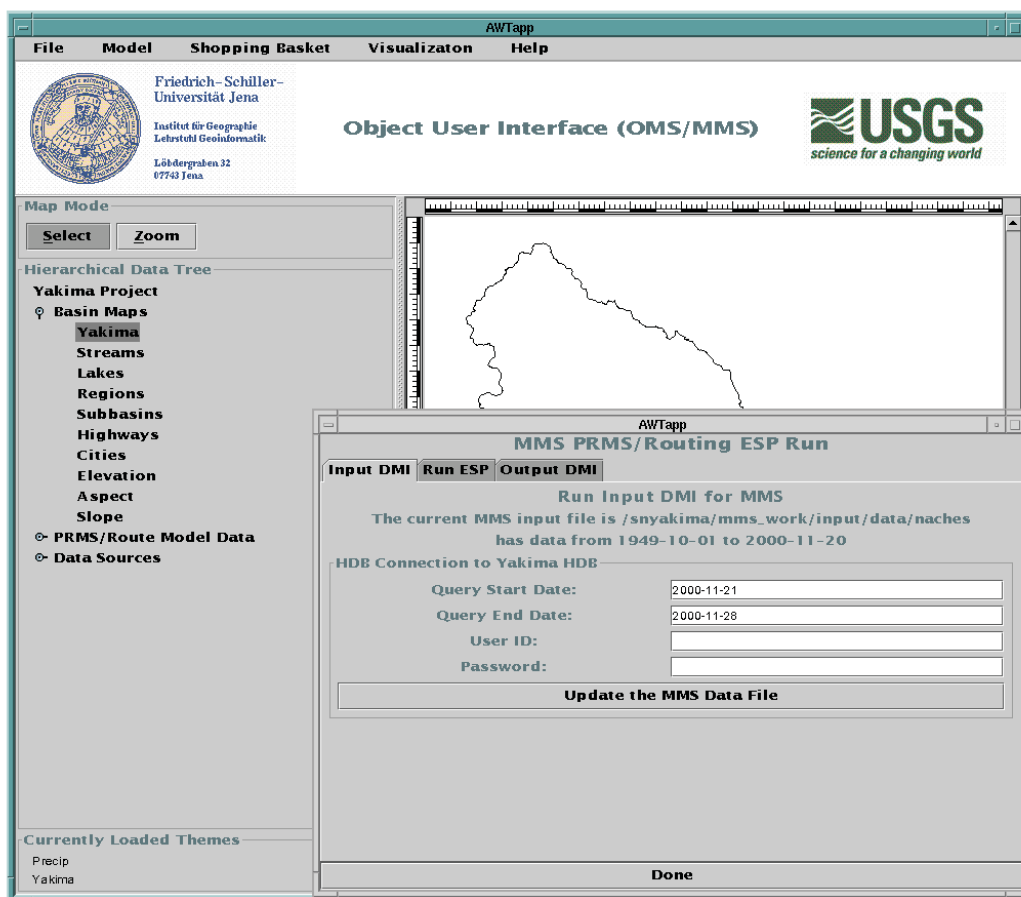 AWTapp
File Model Shopping Basket Visualizaton Help
Friedrich-Schiller-
Universität Jena
Institut für Geographie
Lehrstuhl Geoinformatik
Löbdergraben 32
07743 Jena
Object User Interface (OMS/MMS)
USGS
science for a changing world
Map Mode
Select Zoom
Hierarchical Data Tree
Yakima Project
Basin Maps
Yakima
Streams
Lakes
Regions
Subbasins
Highways
Cities
Elevation
Aspect
Slope
PRMS/Route Model Data
Data Sources
Currently Loaded Themes
Precip
Yakima
AWTapp
MMS PRMS/Routing ESP Run
Input DMI Run ESP Output DMI
Run Input DMI for MMS
The current MMS input file is /snyakima/mms_work/input/data/naches
has data from 1949-10-01 to 2000-11-20
HDB Connection to Yakima HDB
Query Start Date: 2000-11-21
Query End Date: 2000-11-28
User ID:
Password:
Update the MMS Data File
Done